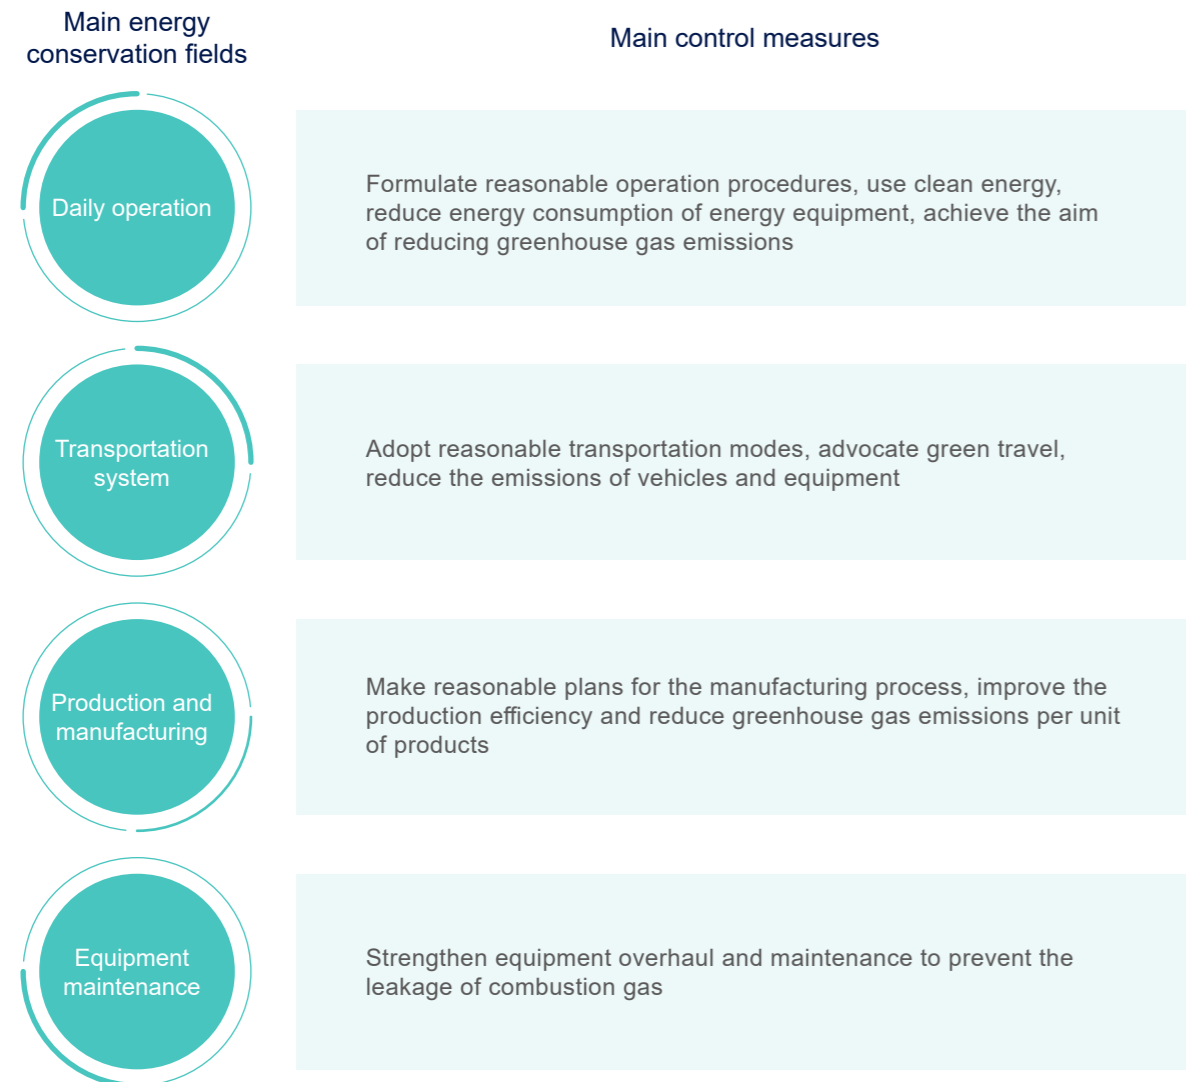 Main energy
conservation fields
Main control measures
Daily operation
Formulate reasonable operation procedures, use clean energy,
reduce energy consumption of energy equipment, achieve the aim
of reducing greenhouse gas emissions
Transportation
system
Adopt reasonable transportation modes, advocate green travel,
reduce the emissions of vehicles and equipment
Production and
manufacturing
Make reasonable plans for the manufacturing process, improve the
production efficiency and reduce greenhouse gas emissions per unit
of products
Equipment
maintenance
Strengthen equipment overhaul and maintenance to prevent the
leakage of combustion gas